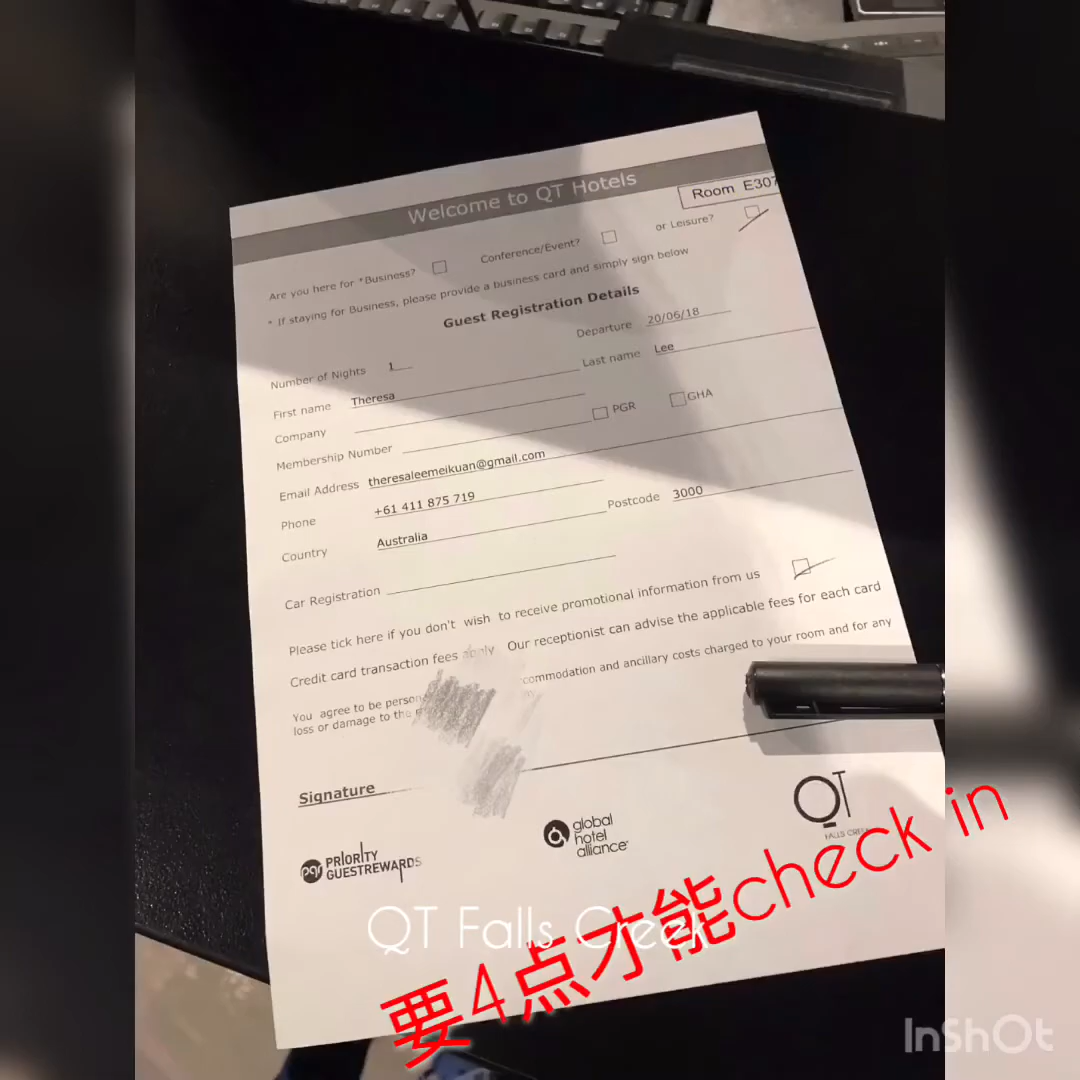 Welcome to QT Hotels
Room E307
Are you here for *Business? Conference/Event? or Leisure?
* If staying for Business, please provide a business card and simply sign below
Guest Registration Details
Number of Nights 1 Departure 20/06/18
First name Theresa Last name Lee
Company
Membership Number PGR GHA
Email Address theresaleemeikuan@gmail.com
Phone +61 411 875 719
Country Australia Postcode 3000
Car Registration
Please tick here if you don't wish to receive promotional information from us
Credit card transaction fees apply Our receptionist can advise the applicable fees for each card
You agree to be commodation and ancillary costs charged to your room and for any
loss or damage to the
Signature
pgr PRIORITY
GUESTREWARDS
global
hotel
alliance
QT
FALLS CREEK
QT Falls Creek
要4点才能check in
InShOt